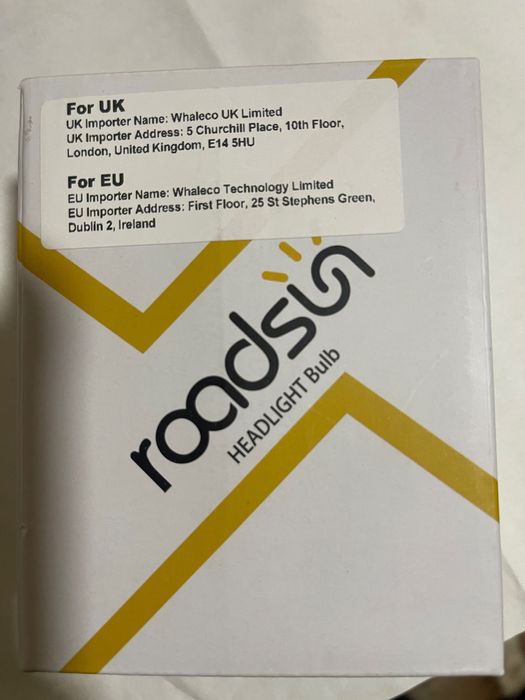 For UK
UK Importer Name: Whaleco UK Limited
UK Importer Address: 5 Churchill Place, 10th Floor,
London, United Kingdom, E14 5HU
For EU
EU Importer Name: Whaleco Technology Limited
EU Importer Address: First Floor, 25 St Stephens Green,
Dublin 2, Ireland
roadsun
HEADLIGHT Bulb